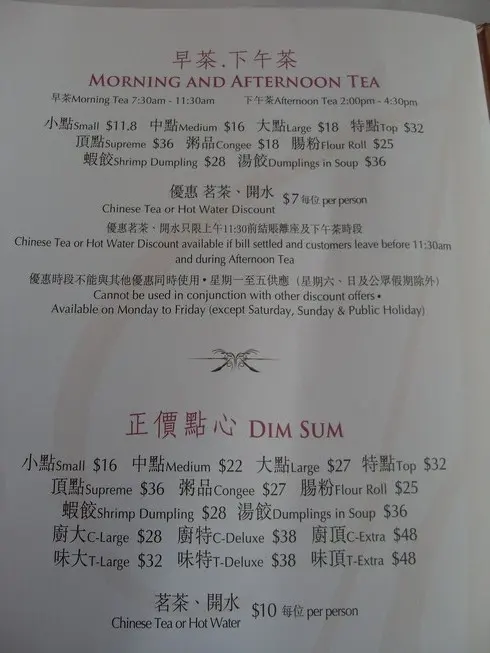 早茶.下午茶
MORNING AND AFTERNOON TEA
早茶Morning Tea 7:30am - 11:30am 下午茶Afternoon Tea 2:00pm - 4:30pm
小點Small $11.8 中點Medium $16 大點Large $18 特點Top $32
頂點Supreme $36 粥品Congee $18 腸粉Flour Roll $25
蝦餃Shrimp Dumpling $28 湯餃Dumplings in Soup $36
優惠 茗茶、開水 $7 每位 per person
Chinese Tea or Hot Water Discount
優惠茗茶、開水只限上午11:30前結賬離座及下午茶時段
Chinese Tea or Hot Water Discount available if bill settled and customers leave before 11:30am
and during Afternoon Tea
優惠時段不能與其他優惠同時使用•星期一至五供應（星期六、日及公眾假期除外）
Cannot be used in conjunction with other discount offers•
Available on Monday to Friday (except Saturday, Sunday & Public Holiday)
正價點心 DIM SUM
小點Small $16 中點Medium $22 大點Large $27 特點Top $32
頂點Supreme $36 粥品Congee $27 腸粉Flour Roll $25
蝦餃Shrimp Dumpling $28 湯餃Dumplings in Soup $36
廚大C-Large $28 廚特C-Deluxe $38 廚頂C-Extra $48
味大T-Large $32 味特T-Deluxe $38 味頂T-Extra $48
茗茶、開水 $10 每位 per person
Chinese Tea or Hot Water